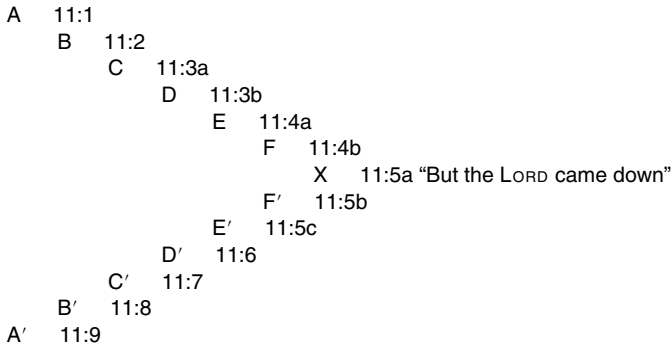 A 11:1
B 11:2
C 11:3a
D 11:3b
E 11:4a
F 11:4b
X 11:5a “But the LORD came down”
F′ 11:5b
E′ 11:5c
D′ 11:6
C′ 11:7
B′ 11:8
A′ 11:9